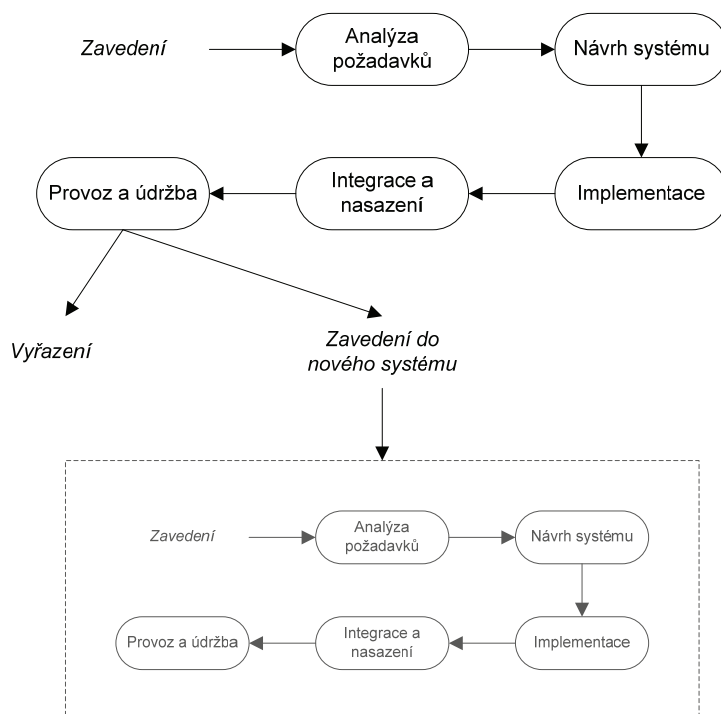 Zavedení
Analýza
požadavků
Návrh systému
Provoz a údržba
Integrace a
nasazení
Implementace
Vyřazení
Zavedení do
nového systému
Zavedení
Analýza
požadavků
Návrh systému
Provoz a údržba
Integrace a
nasazení
Implementace